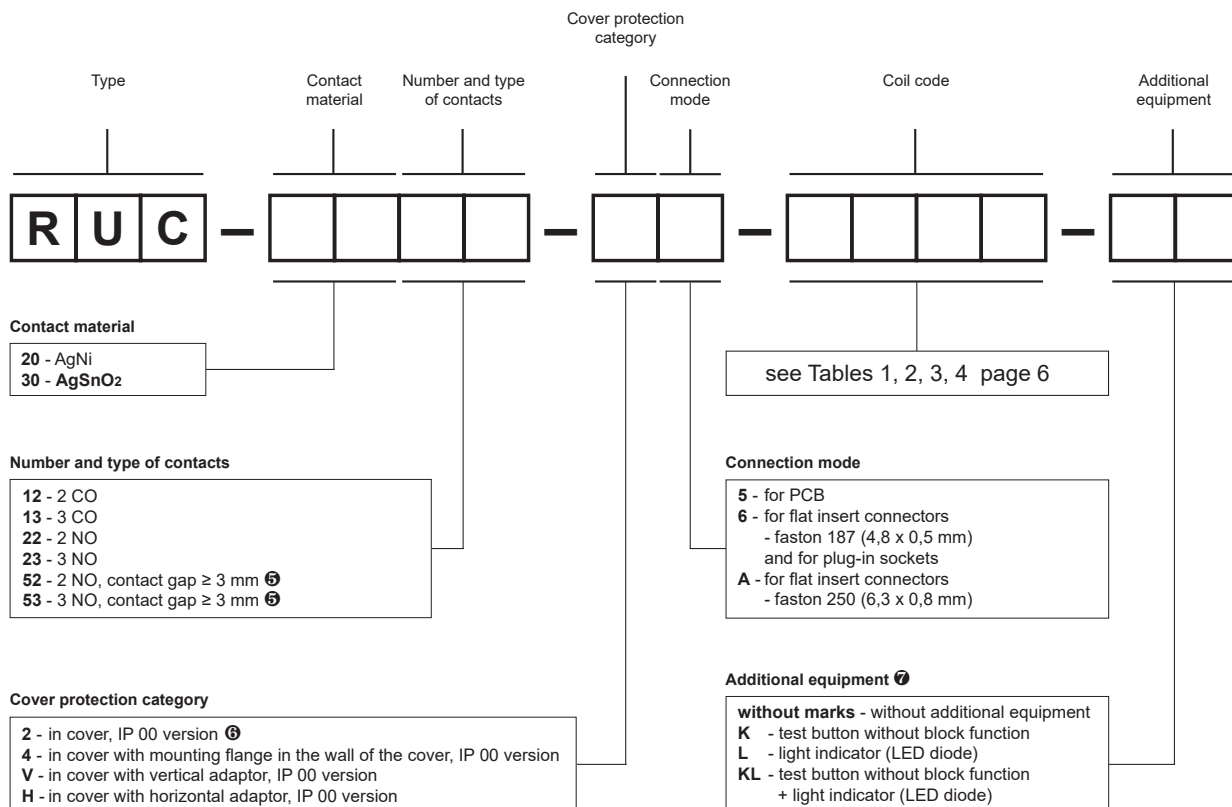 Cover protection
category
Type
Contact
material
Number and type
of contacts
Connection
mode
Coil code
Additional
equipment
R U C – – – –
Contact material
20 - AgNi
30 - AgSnO2
see Tables 1, 2, 3, 4 page 6
Number and type of contacts
12 - 2 CO
13 - 3 CO
22 - 2 NO
23 - 3 NO
52 - 2 NO, contact gap ≥ 3 mm ❺
53 - 3 NO, contact gap ≥ 3 mm ❺
Connection mode
5 - for PCB
6 - for flat insert connectors
- faston 187 (4,8 x 0,5 mm)
and for plug-in sockets
A - for flat insert connectors
- faston 250 (6,3 x 0,8 mm)
Cover protection category
2 - in cover, IP 00 version ❻
4 - in cover with mounting flange in the wall of the cover, IP 00 version
V - in cover with vertical adaptor, IP 00 version
H - in cover with horizontal adaptor, IP 00 version
Additional equipment ❼
without marks - without additional equipment
K - test button without block function
L - light indicator (LED diode)
KL - test button without block function
+ light indicator (LED diode)